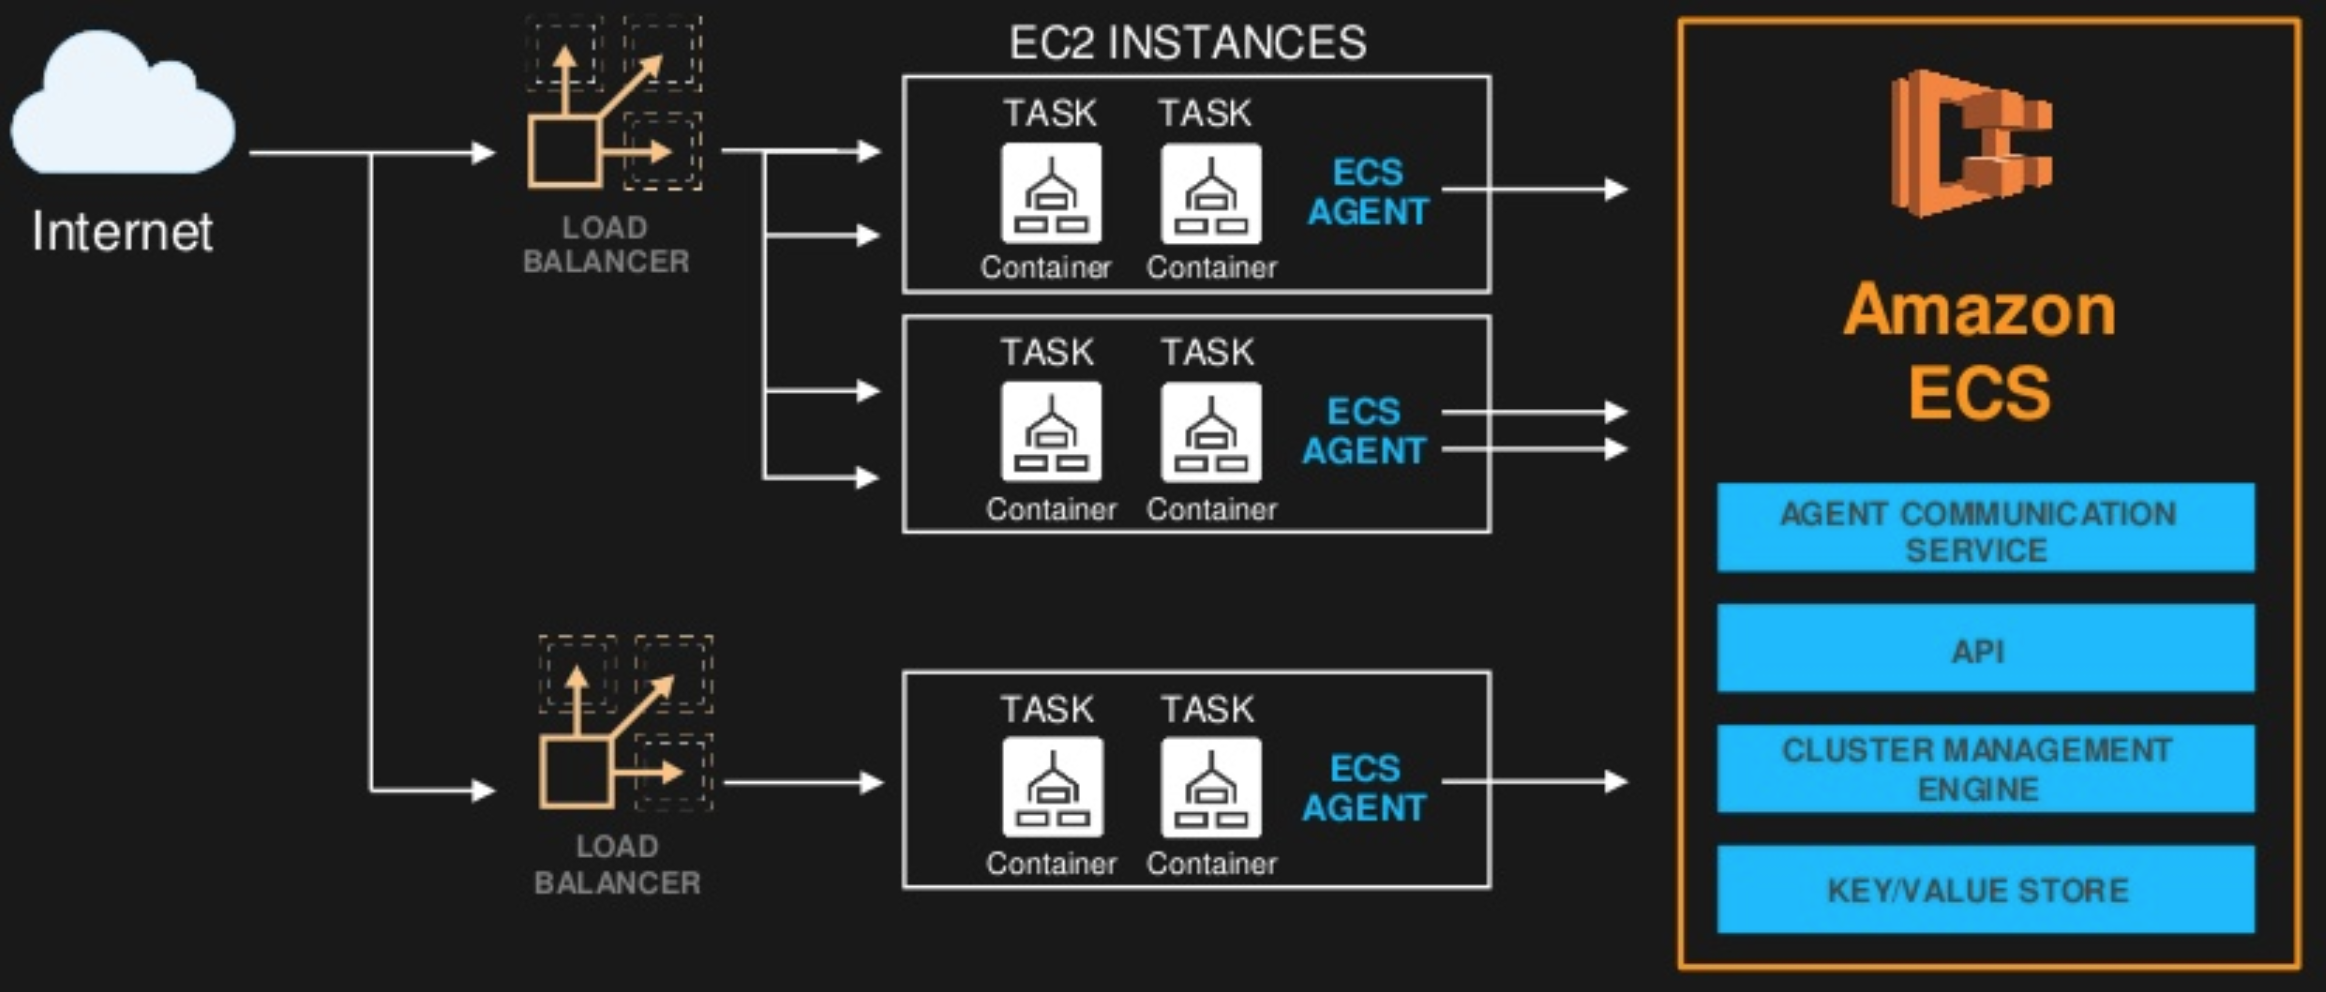 Internet
LOAD
BALANCER
EC2 INSTANCES
TASK TASK
ECS
AGENT
Container Container
TASK TASK
ECS
AGENT
Container Container
LOAD
BALANCER
TASK TASK
ECS
AGENT
Container Container
Amazon
ECS
AGENT COMMUNICATION
SERVICE
API
CLUSTER MANAGEMENT
ENGINE
KEY/VALUE STORE